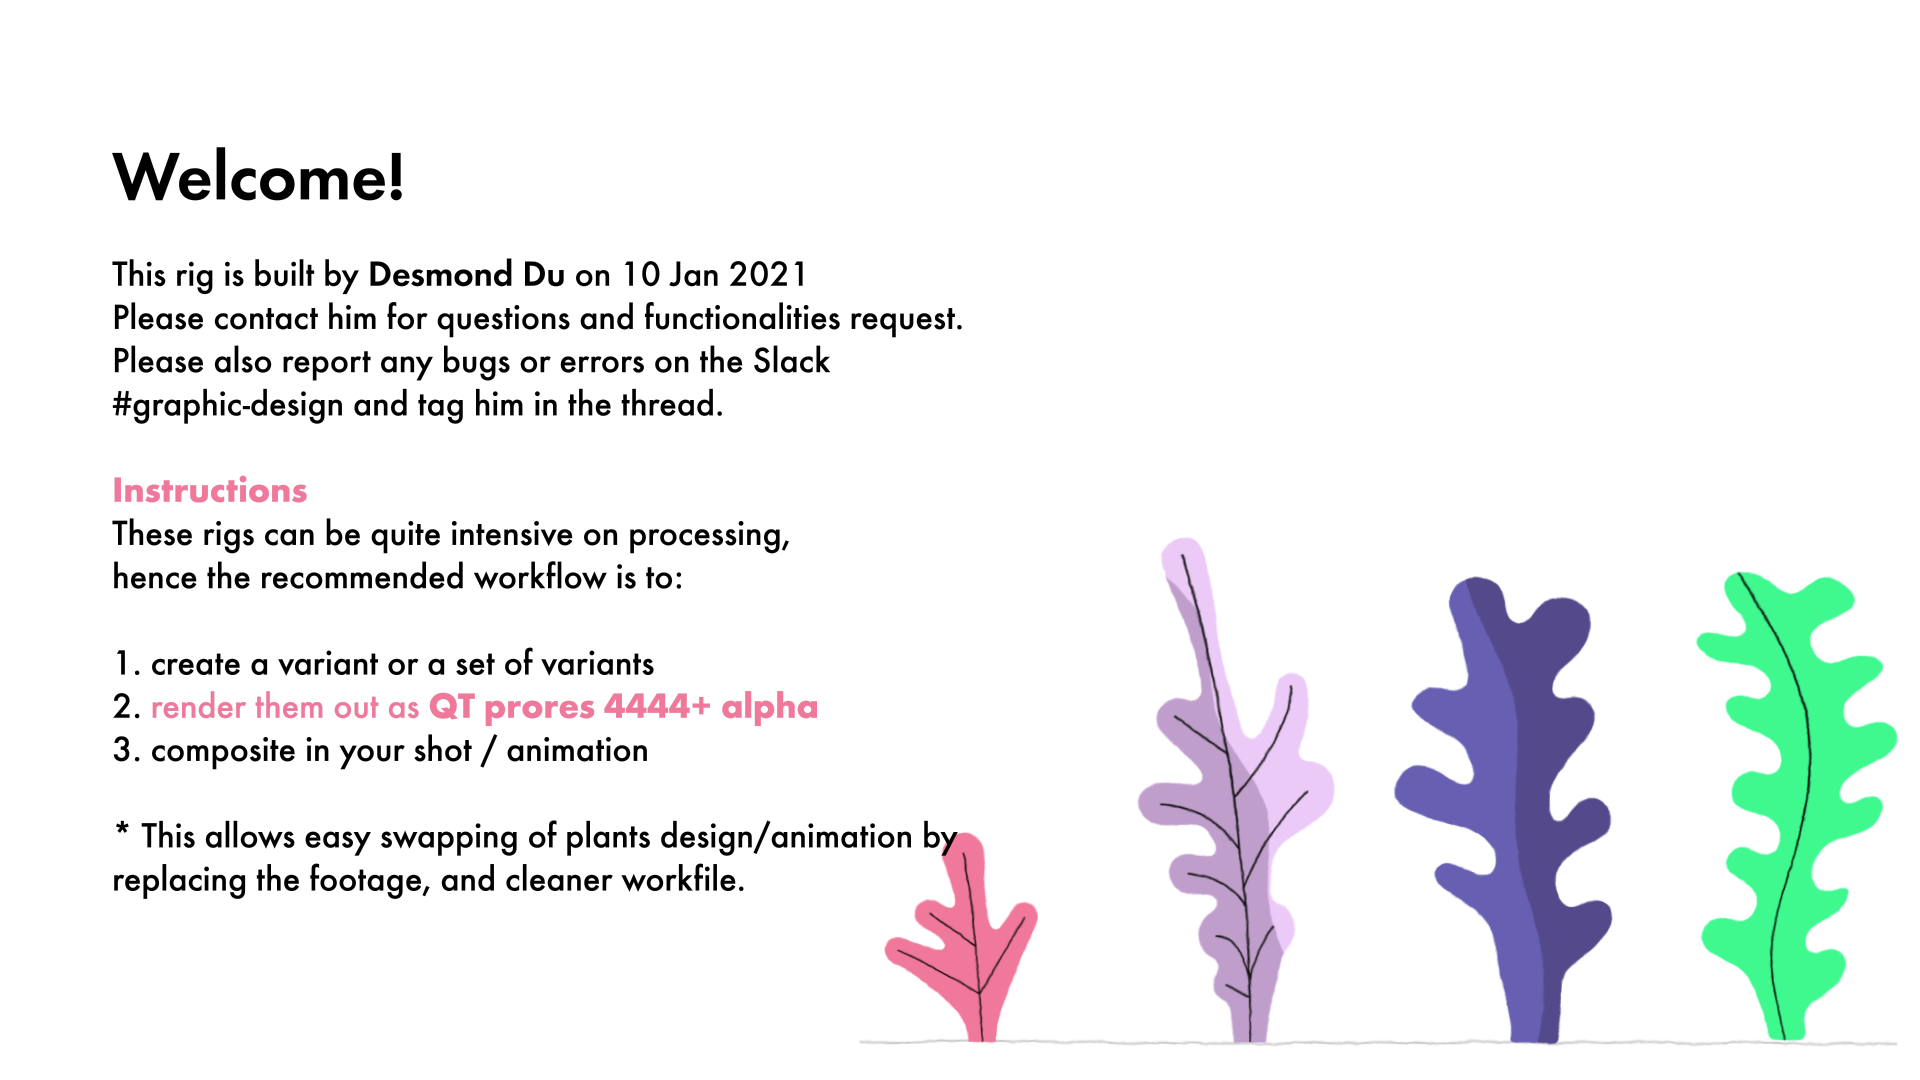 Welcome!
This rig is built by Desmond Du on 10 Jan 2021
Please contact him for questions and functionalities request.
Please also report any bugs or errors on the Slack
#graphic-design and tag him in the thread.
Instructions
These rigs can be quite intensive on processing,
hence the recommended workflow is to:
1. create a variant or a set of variants
2. render them out as QT prores 4444+ alpha
3. composite in your shot / animation
* This allows easy swapping of plants design/animation by
replacing the footage, and cleaner workfile.